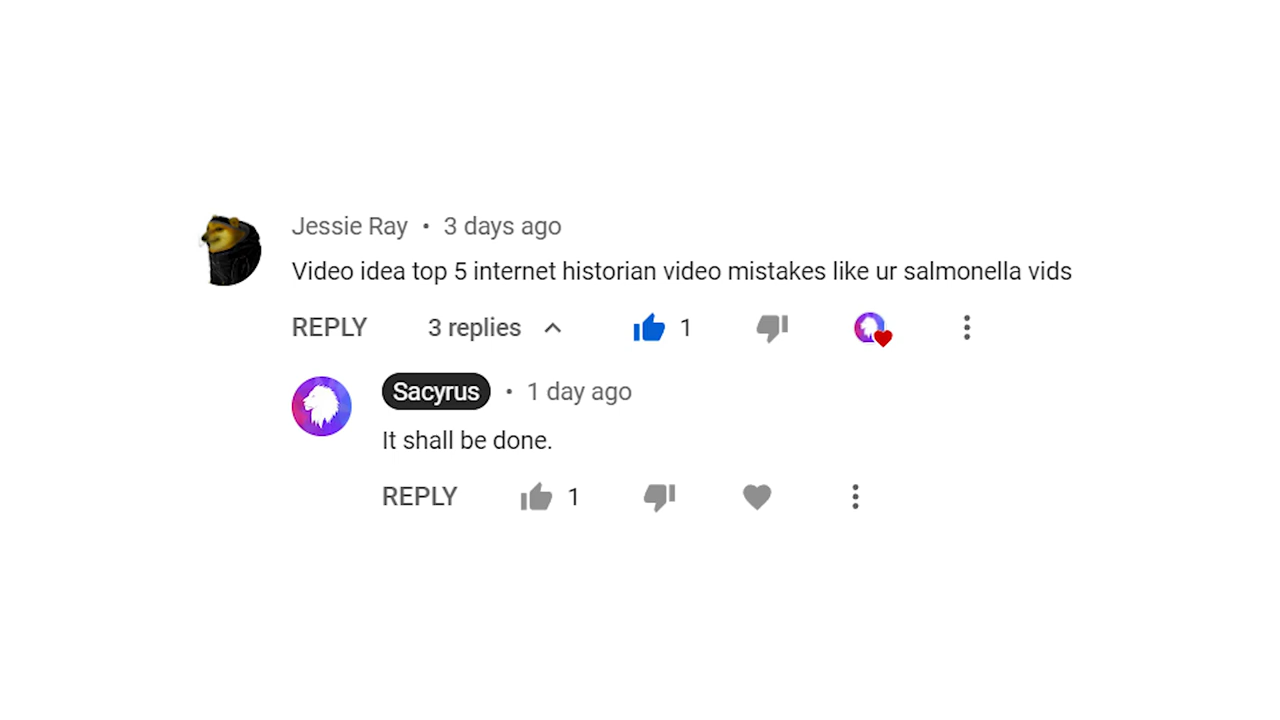 Jessie Ray • 3 days ago
Video idea top 5 internet historian video mistakes like ur salmonella vids
REPLY 3 replies 1
Sacyrus • 1 day ago
It shall be done.
REPLY 1